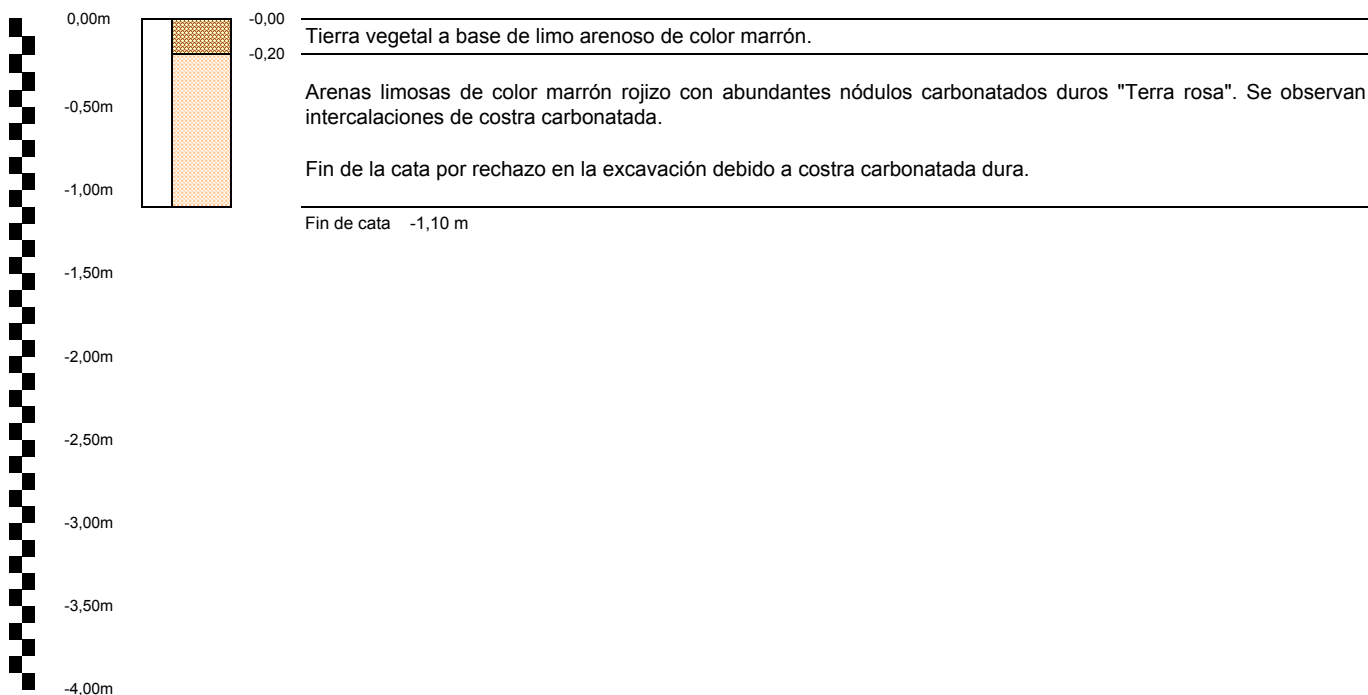 0,00m
-0,00
Tierra vegetal a base de limo arenoso de color marrón.
-0,20
Arenas limosas de color marrón rojizo con abundantes nódulos carbonatados duros "Terra rosa". Se observan
-0,50m
intercalaciones de costra carbonatada.
Fin de la cata por rechazo en la excavación debido a costra carbonatada dura.
-1,00m
Fin de cata -1,10 m
-1,50m
-2,00m
-2,50m
-3,00m
-3,50m
-4,00m